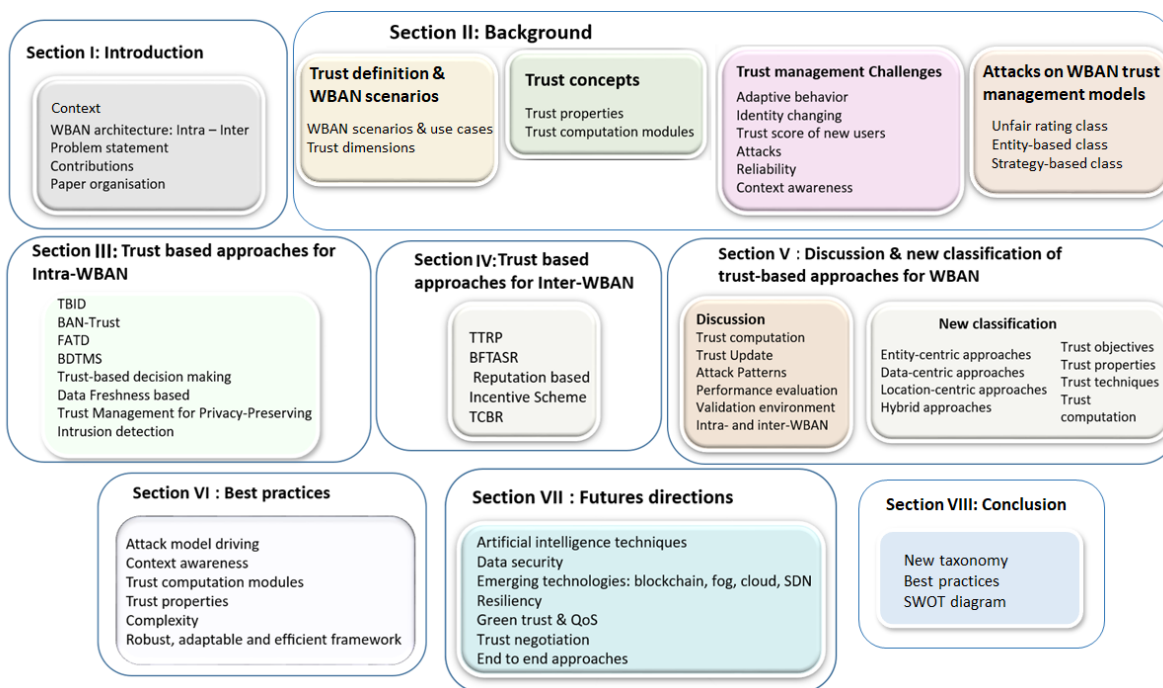 Section I: Introduction
Context
WBAN architecture: Intra – Inter
Problem statement
Contributions
Paper organisation
Section II: Background
Trust definition &
WBAN scenarios
WBAN scenarios & use cases
Trust dimensions
Trust concepts
Trust properties
Trust computation modules
Trust management Challenges
Adaptive behavior
Identity changing
Trust score of new users
Attacks
Reliability
Context awareness
Attacks on WBAN trust
management models
Unfair rating class
Entity-based class
Strategy-based class
Section III: Trust based approaches for
Intra-WBAN
TBID
BAN-Trust
FATD
BDTMS
Trust-based decision making
Data Freshness based
Trust Management for Privacy-Preserving
Intrusion detection
Section IV:Trust based
approaches for Inter-WBAN
TTRP
BFTASR
Reputation based
Incentive Scheme
TCBR
Section V : Discussion & new classification of
trust-based approaches for WBAN
Discussion
Trust computation
Trust Update
Attack Patterns
Performance evaluation
Validation environment
Intra- and inter-WBAN
New classification
Entity-centric approaches
Data-centric approaches
Location-centric approaches
Hybrid approaches
Trust objectives
Trust properties
Trust techniques
Trust
computation
Section VI : Best practices
Attack model driving
Context awareness
Trust computation modules
Trust properties
Complexity
Robust, adaptable and efficient framework
Section VII : Futures directions
Artificial intelligence techniques
Data security
Emerging technologies: blockchain, fog, cloud, SDN
Resiliency
Green trust & QoS
Trust negotiation
End to end approaches
Section VIII: Conclusion
New taxonomy
Best practices
SWOT diagram